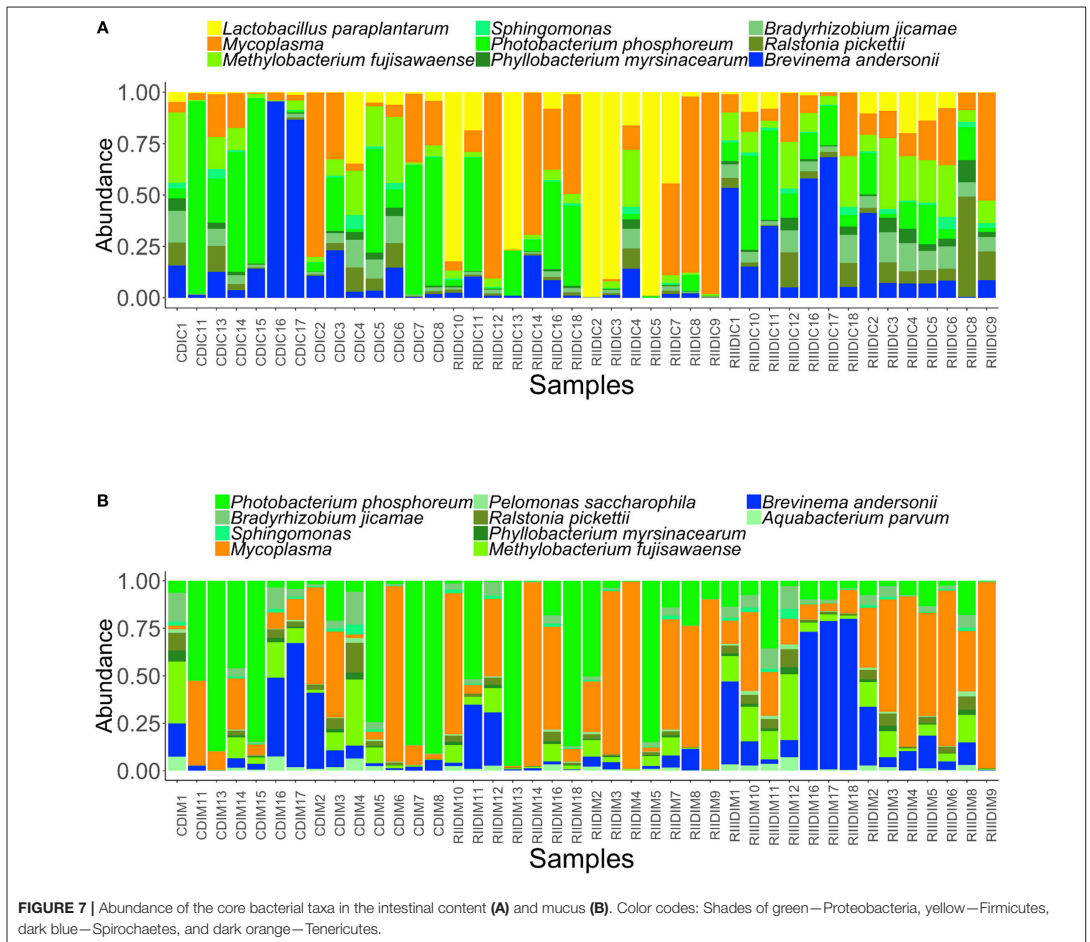 A
Lactobacillus paraplantarum
Sphingomonas
Bradyrhizobium jicamae
Mycoplasma
Photobacterium phosphoreum
Ralstonia pickettii
Methylobacterium fujisawaense
Phyllobacterium myrsinacearum
Brevinema andersonii
1.00
0.75
0.50
0.25
0.00
Abundance
CDIC1
CDIC11
CDIC13
CDIC14
CDIC15
CDIC16
CDIC17
CDIC2
CDIC3
CDIC4
CDIC5
CDIC6
CDIC7
CDIC8
RIIDIC10
RIIDIC11
RIIDIC12
RIIDIC13
RIIDIC14
RIIDIC16
RIIDIC18
RIIDIC2
RIIDIC3
RIIDIC4
RIIDIC5
RIIDIC7
RIIDIC8
RIIDIC9
RIIIDIC1
RIIIDIC10
RIIIDIC11
RIIIDIC12
RIIIDIC16
RIIIDIC17
RIIIDIC18
RIIIDIC2
RIIIDIC3
RIIIDIC4
RIIIDIC5
RIIIDIC6
RIIIDIC8
RIIIDIC9
Samples
B
Photobacterium phosphoreum
Pelomonas saccharophila
Brevinema andersonii
Bradyrhizobium jicamae
Ralstonia pickettii
Aquabacterium parvum
Sphingomonas
Phyllobacterium myrsinacearum
Mycoplasma
Methylobacterium fujisawaense
1.00
0.75
0.50
0.25
0.00
Abundance
CDIM1
CDIM11
CDIM13
CDIM14
CDIM15
CDIM16
CDIM17
CDIM2
CDIM3
CDIM4
CDIM5
CDIM6
CDIM7
CDIM8
RIIDIM10
RIIDIM11
RIIDIM12
RIIDIM13
RIIDIM14
RIIDIM16
RIIDIM18
RIIDIM2
RIIDIM3
RIIDIM4
RIIDIM5
RIIDIM7
RIIDIM8
RIIDIM9
RIIIDIM1
RIIIDIM10
RIIIDIM11
RIIIDIM12
RIIIDIM16
RIIIDIM17
RIIIDIM18
RIIIDIM2
RIIIDIM3
RIIIDIM4
RIIIDIM5
RIIIDIM6
RIIIDIM8
RIIIDIM9
Samples
FIGURE 7 | Abundance of the core bacterial taxa in the intestinal content (A) and mucus (B). Color codes: Shades of green—Proteobacteria, yellow—Firmicutes,
dark blue—Spirochaetes, and dark orange—Tenericutes.